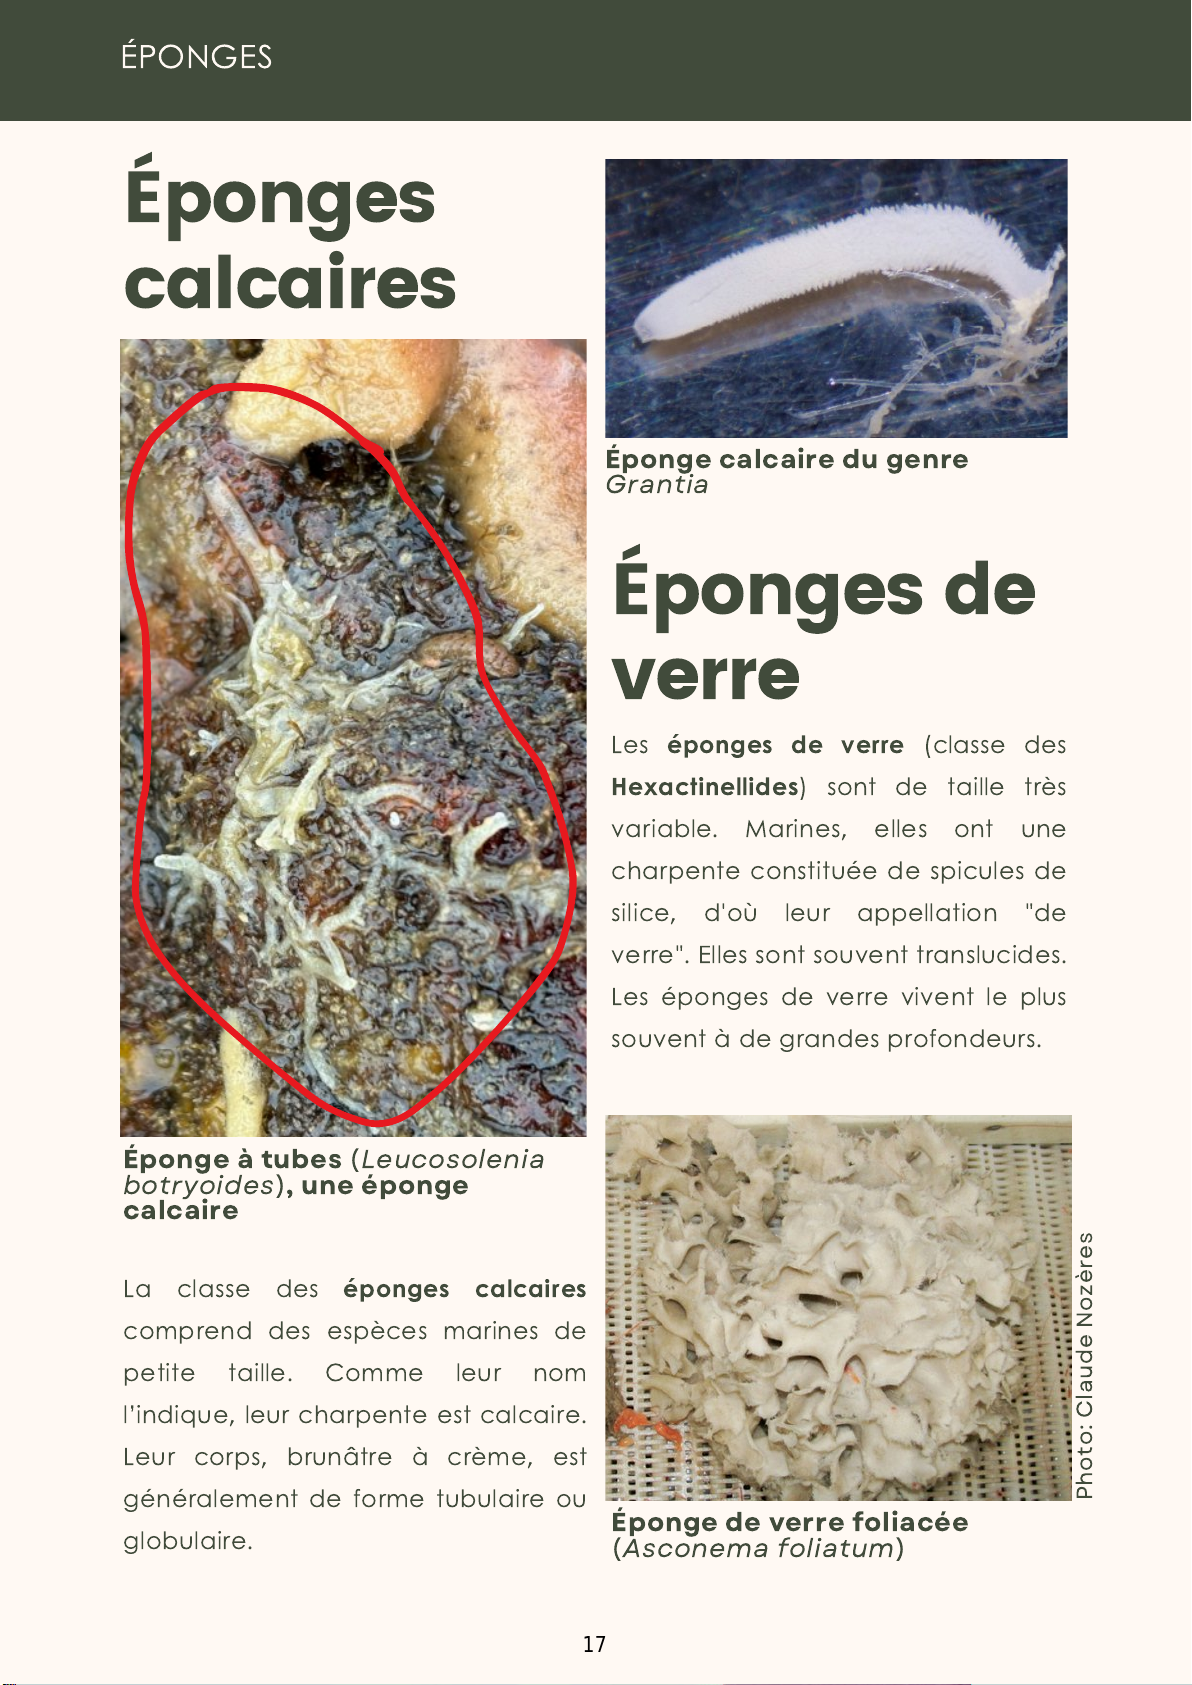 ÉPONGES
Éponges
calcaires
Éponge à tubes (Leucosolenia
botryoides), une éponge
calcaire
La classe des éponges calcaires
comprend des espèces marines de
petite taille. Comme leur nom
l’indique, leur charpente est calcaire.
Leur corps, brunâtre à crème, est
généralement de forme tubulaire ou
globulaire.
Éponge calcaire du genre
Grantia
Éponges de
verre
Les éponges de verre (classe des
Hexactinellides) sont de taille très
variable. Marines, elles ont une
charpente constituée de spicules de
silice, d'où leur appellation "de
verre". Elles sont souvent translucides.
Les éponges de verre vivent le plus
souvent à de grandes profondeurs.
Photo: Claude Nozères
Éponge de verre foliacée
(Asconema foliatum)
17